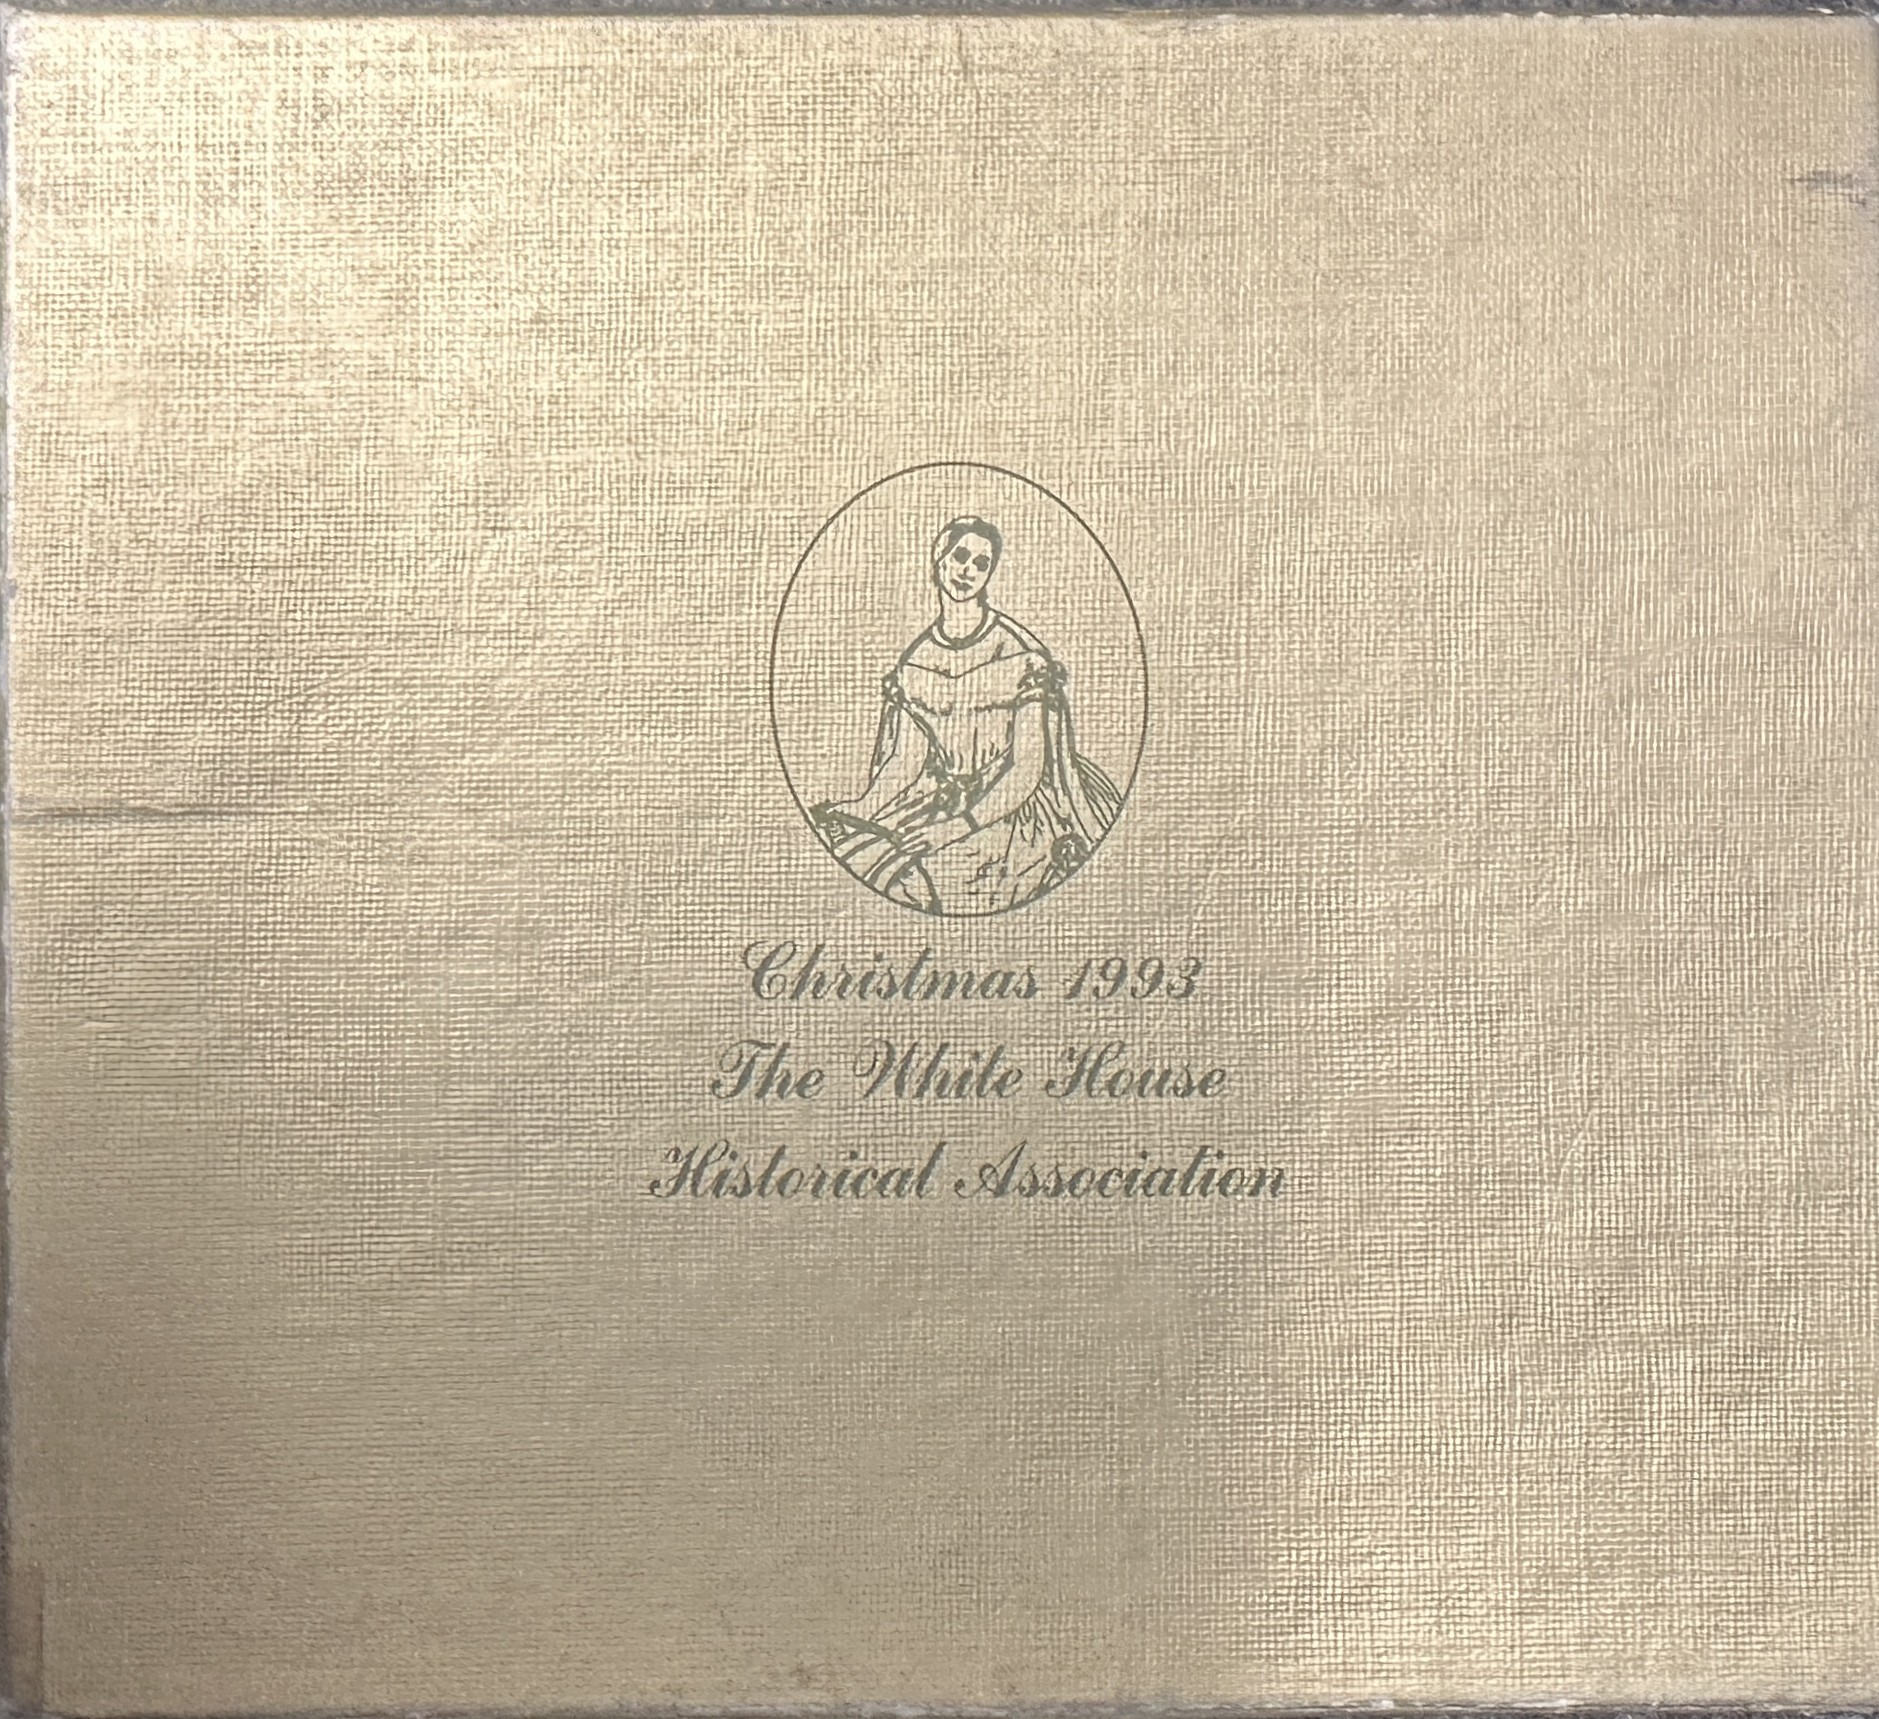 Christmas 1993
The White House
Historical Association